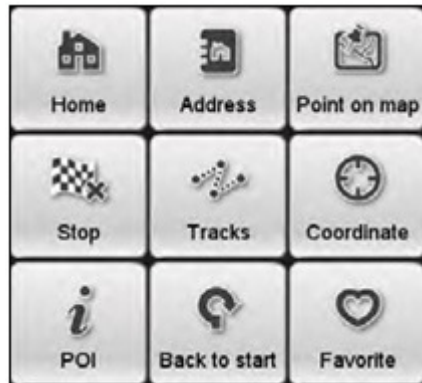 Home
Address
Point on map
Stop
Tracks
Coordinate
POI
Back to start
Favorite